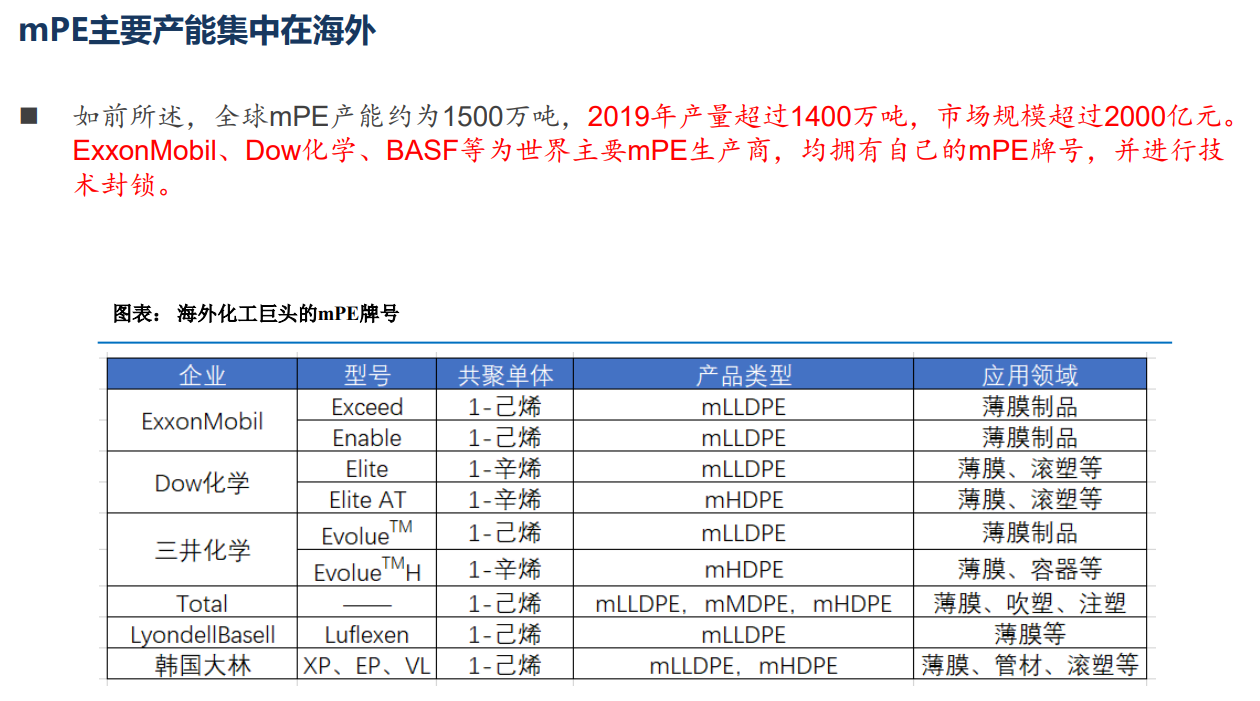 mPE主要产能集中在海外
■ 如前所述，全球mPE产能约为1500万吨，2019年产量超过1400万吨，市场规模超过2000亿元。
ExxonMobil、Dow化学、BASF等为世界主要mPE生产商，均拥有自己的mPE牌号，并进行技
术封锁。
图表： 海外化工巨头的mPE牌号
企业 型号 共聚单体 产品类型 应用领域
ExxonMobil Exceed 1-己烯 mLLDPE 薄膜制品
Enable 1-己烯 mLLDPE 薄膜制品
Dow化学 Elite 1-辛烯 mLLDPE 薄膜、滚塑等
Elite AT 1-辛烯 mHDPE 薄膜、滚塑等
三井化学 Evolue™ 1-己烯 mLLDPE 薄膜制品
Evolue™H 1-辛烯 mHDPE 薄膜、容器等
Total —— 1-己烯 mLLDPE，mMDPE，mHDPE 薄膜、吹塑、注塑
LyondellBasell Luflexen 1-己烯 mLLDPE 薄膜等
韩国大林 XP、EP、VL 1-己烯 mLLDPE，mHDPE 薄膜、管材、滚塑等